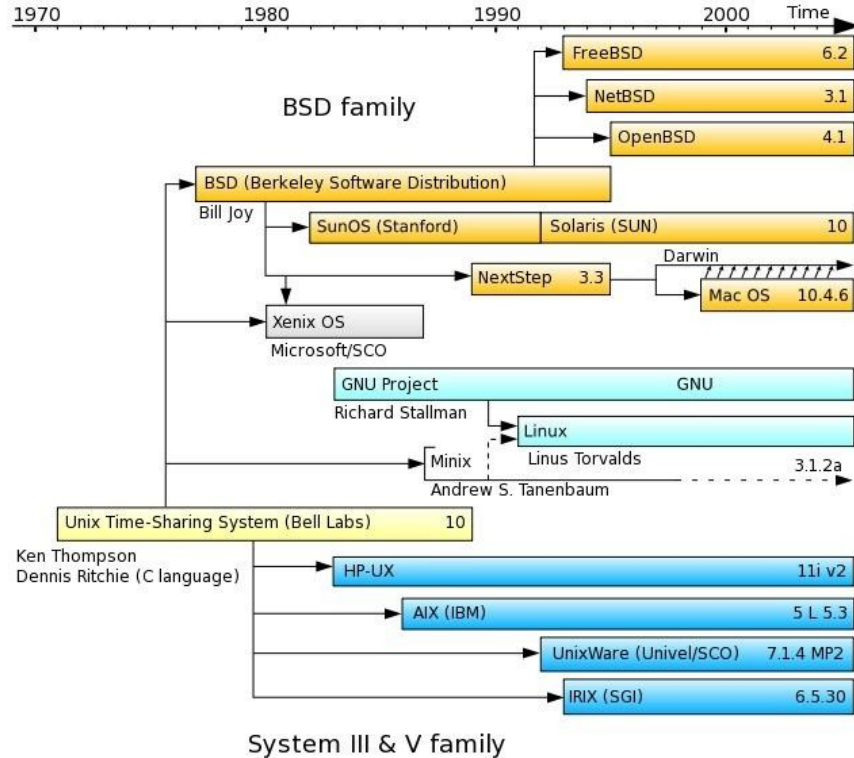 1970 1980 1990 2000 Time
FreeBSD 6.2
BSD family
NetBSD 3.1
OpenBSD 4.1
BSD (Berkeley Software Distribution)
Bill Joy
SunOS (Stanford) Solaris (SUN) 10
Darwin
NextStep 3.3
Mac OS 10.4.6
Xenix OS
Microsoft/SCO
GNU Project GNU
Richard Stallman
Linux
Linus Torvalds
Minix
3.1.2a
Andrew S. Tanenbaum
Unix Time-Sharing System (Bell Labs) 10
Ken Thompson
Dennis Ritchie (C language)
HP-UX 11i v2
AIX (IBM) 5 L 5.3
UnixWare (Univel/SCO) 7.1.4 MP2
IRIX (SGI) 6.5.30
System III & V family